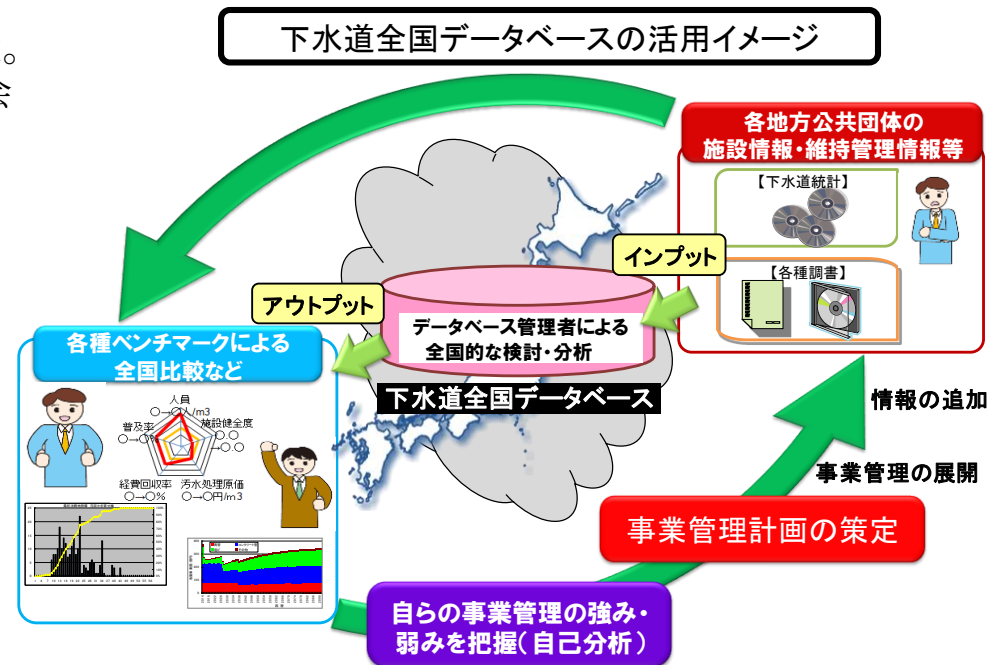 下水道全国データベースの活用イメージ
。
会
各地方公共団体の
施設情報・維持管理情報等
【下水道統計】
【各種調書】
インプット
アウトプット
データベース管理者による
全国的な検討・分析
下水道全国データベース
各種ベンチマークによる
全国比較など
人員
○→○人/m3
普及率
○→○%
施設健全度
○.○
→○.○
経費回収率
○→○%
汚水処理原価
○→○円/m3
情報の追加
事業管理の展開
事業管理計画の策定
自らの事業管理の強み・
弱みを把握(自己分析)